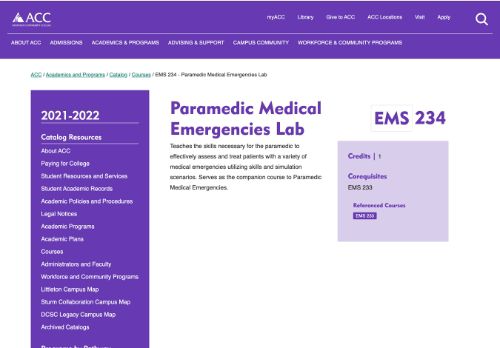 ACC
myACC
Library
Give to ACC
ACC Locations
Visit
Apply
ABOUT ACC
ADMISSIONS
ACADEMICS & PROGRAMS
ADVISING & SUPPORT
CAMPUS COMMUNITY
WORKFORCE & COMMUNITY PROGRAMS
ACC / Academics and Programs / Catalog / Courses / EMS 234 - Paramedic Medical Emergencies Lab
2021-2022
Catalog Resources
About ACC
Paying for College
Student Resources and Services
Student Academic Records
Academic Policies and Procedures
Legal Notices
Academic Programs
Academic Plans
Courses
Administrators and Faculty
Workforce and Community Programs
Littleton Campus Map
Sturm Collaboration Campus Map
DCSC Legacy Campus Map
Archived Catalogs
Programs by Pathway
Paramedic Medical
Emergencies Lab
Teaches the skills necessary for the paramedic to
effectively assess and treat patients with a variety of
medical emergencies utilizing skills and simulation
scenarios. Serves as the companion course to Paramedic
Medical Emergencies.
EMS 234
Credits | 1
Corequisites
EMS 233
Referenced Courses
EMS 233